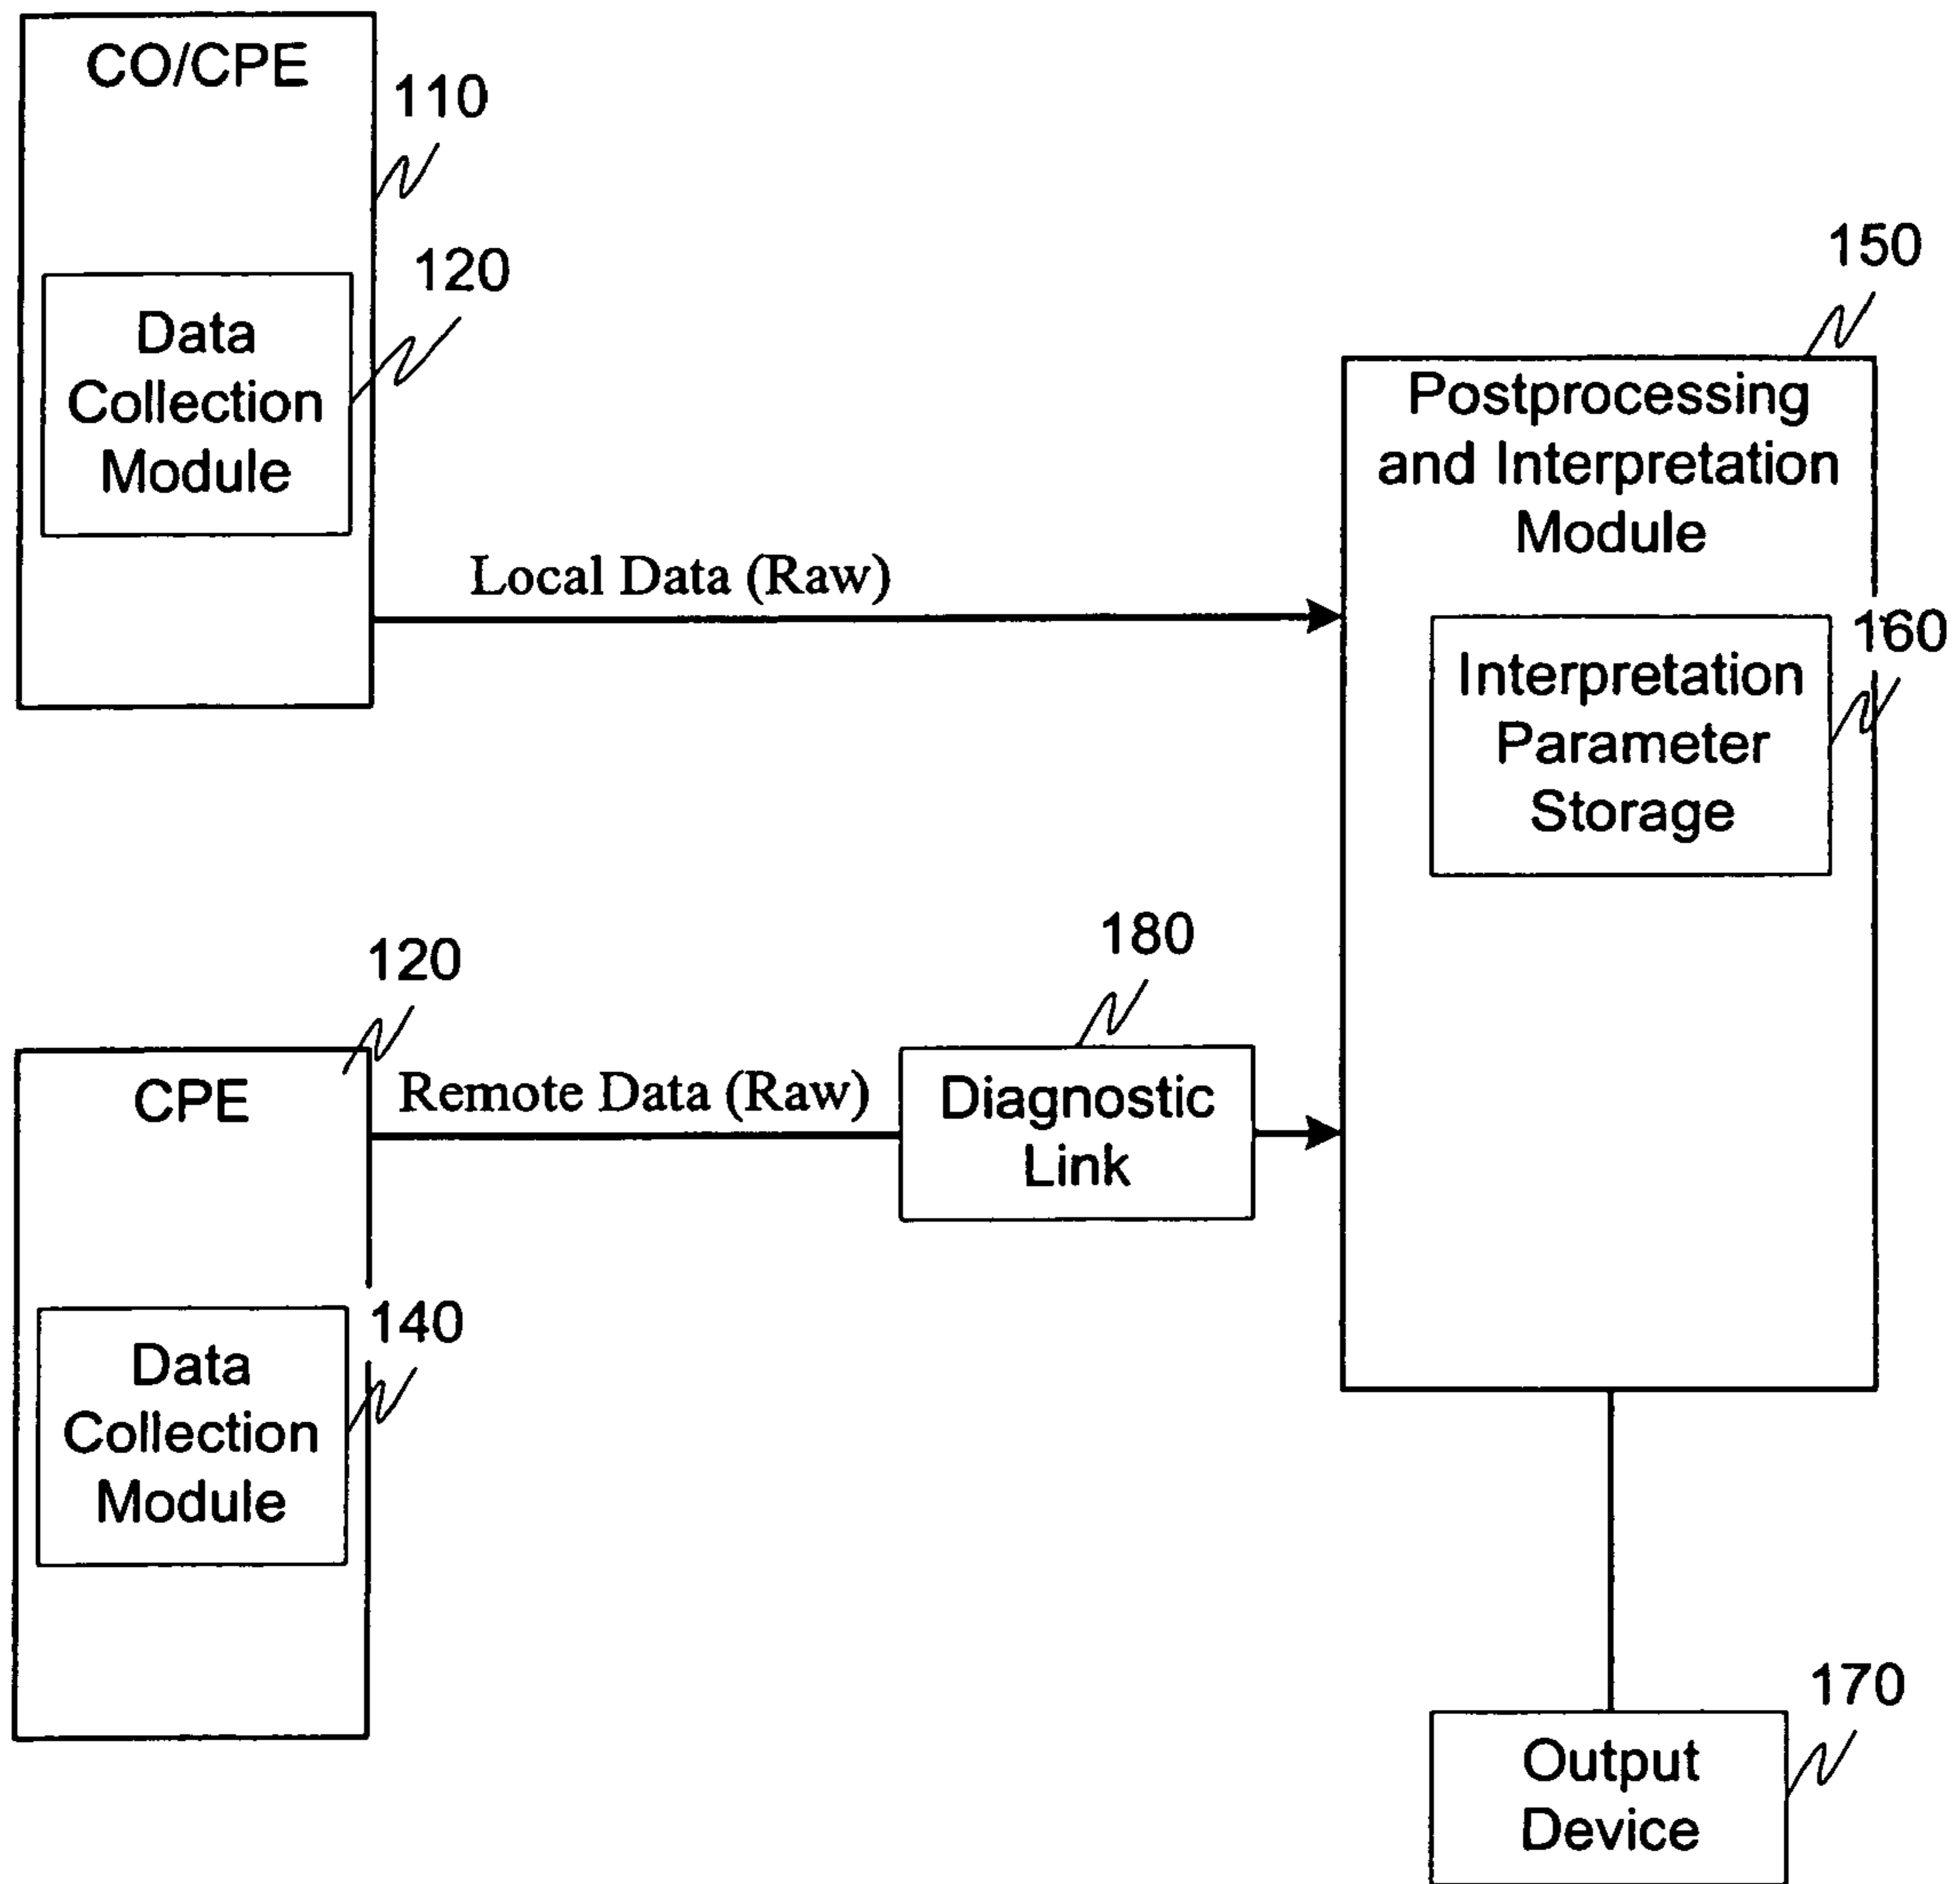 CO/CPE
110
120
Data
Collection
Module
Local Data (Raw)
150
Postprocessing
and Interpretation
Module
160
Interpretation
Parameter
Storage
120
CPE
Remote Data (Raw)
180
Diagnostic
Link
140
Data
Collection
Module
170
Output
Device